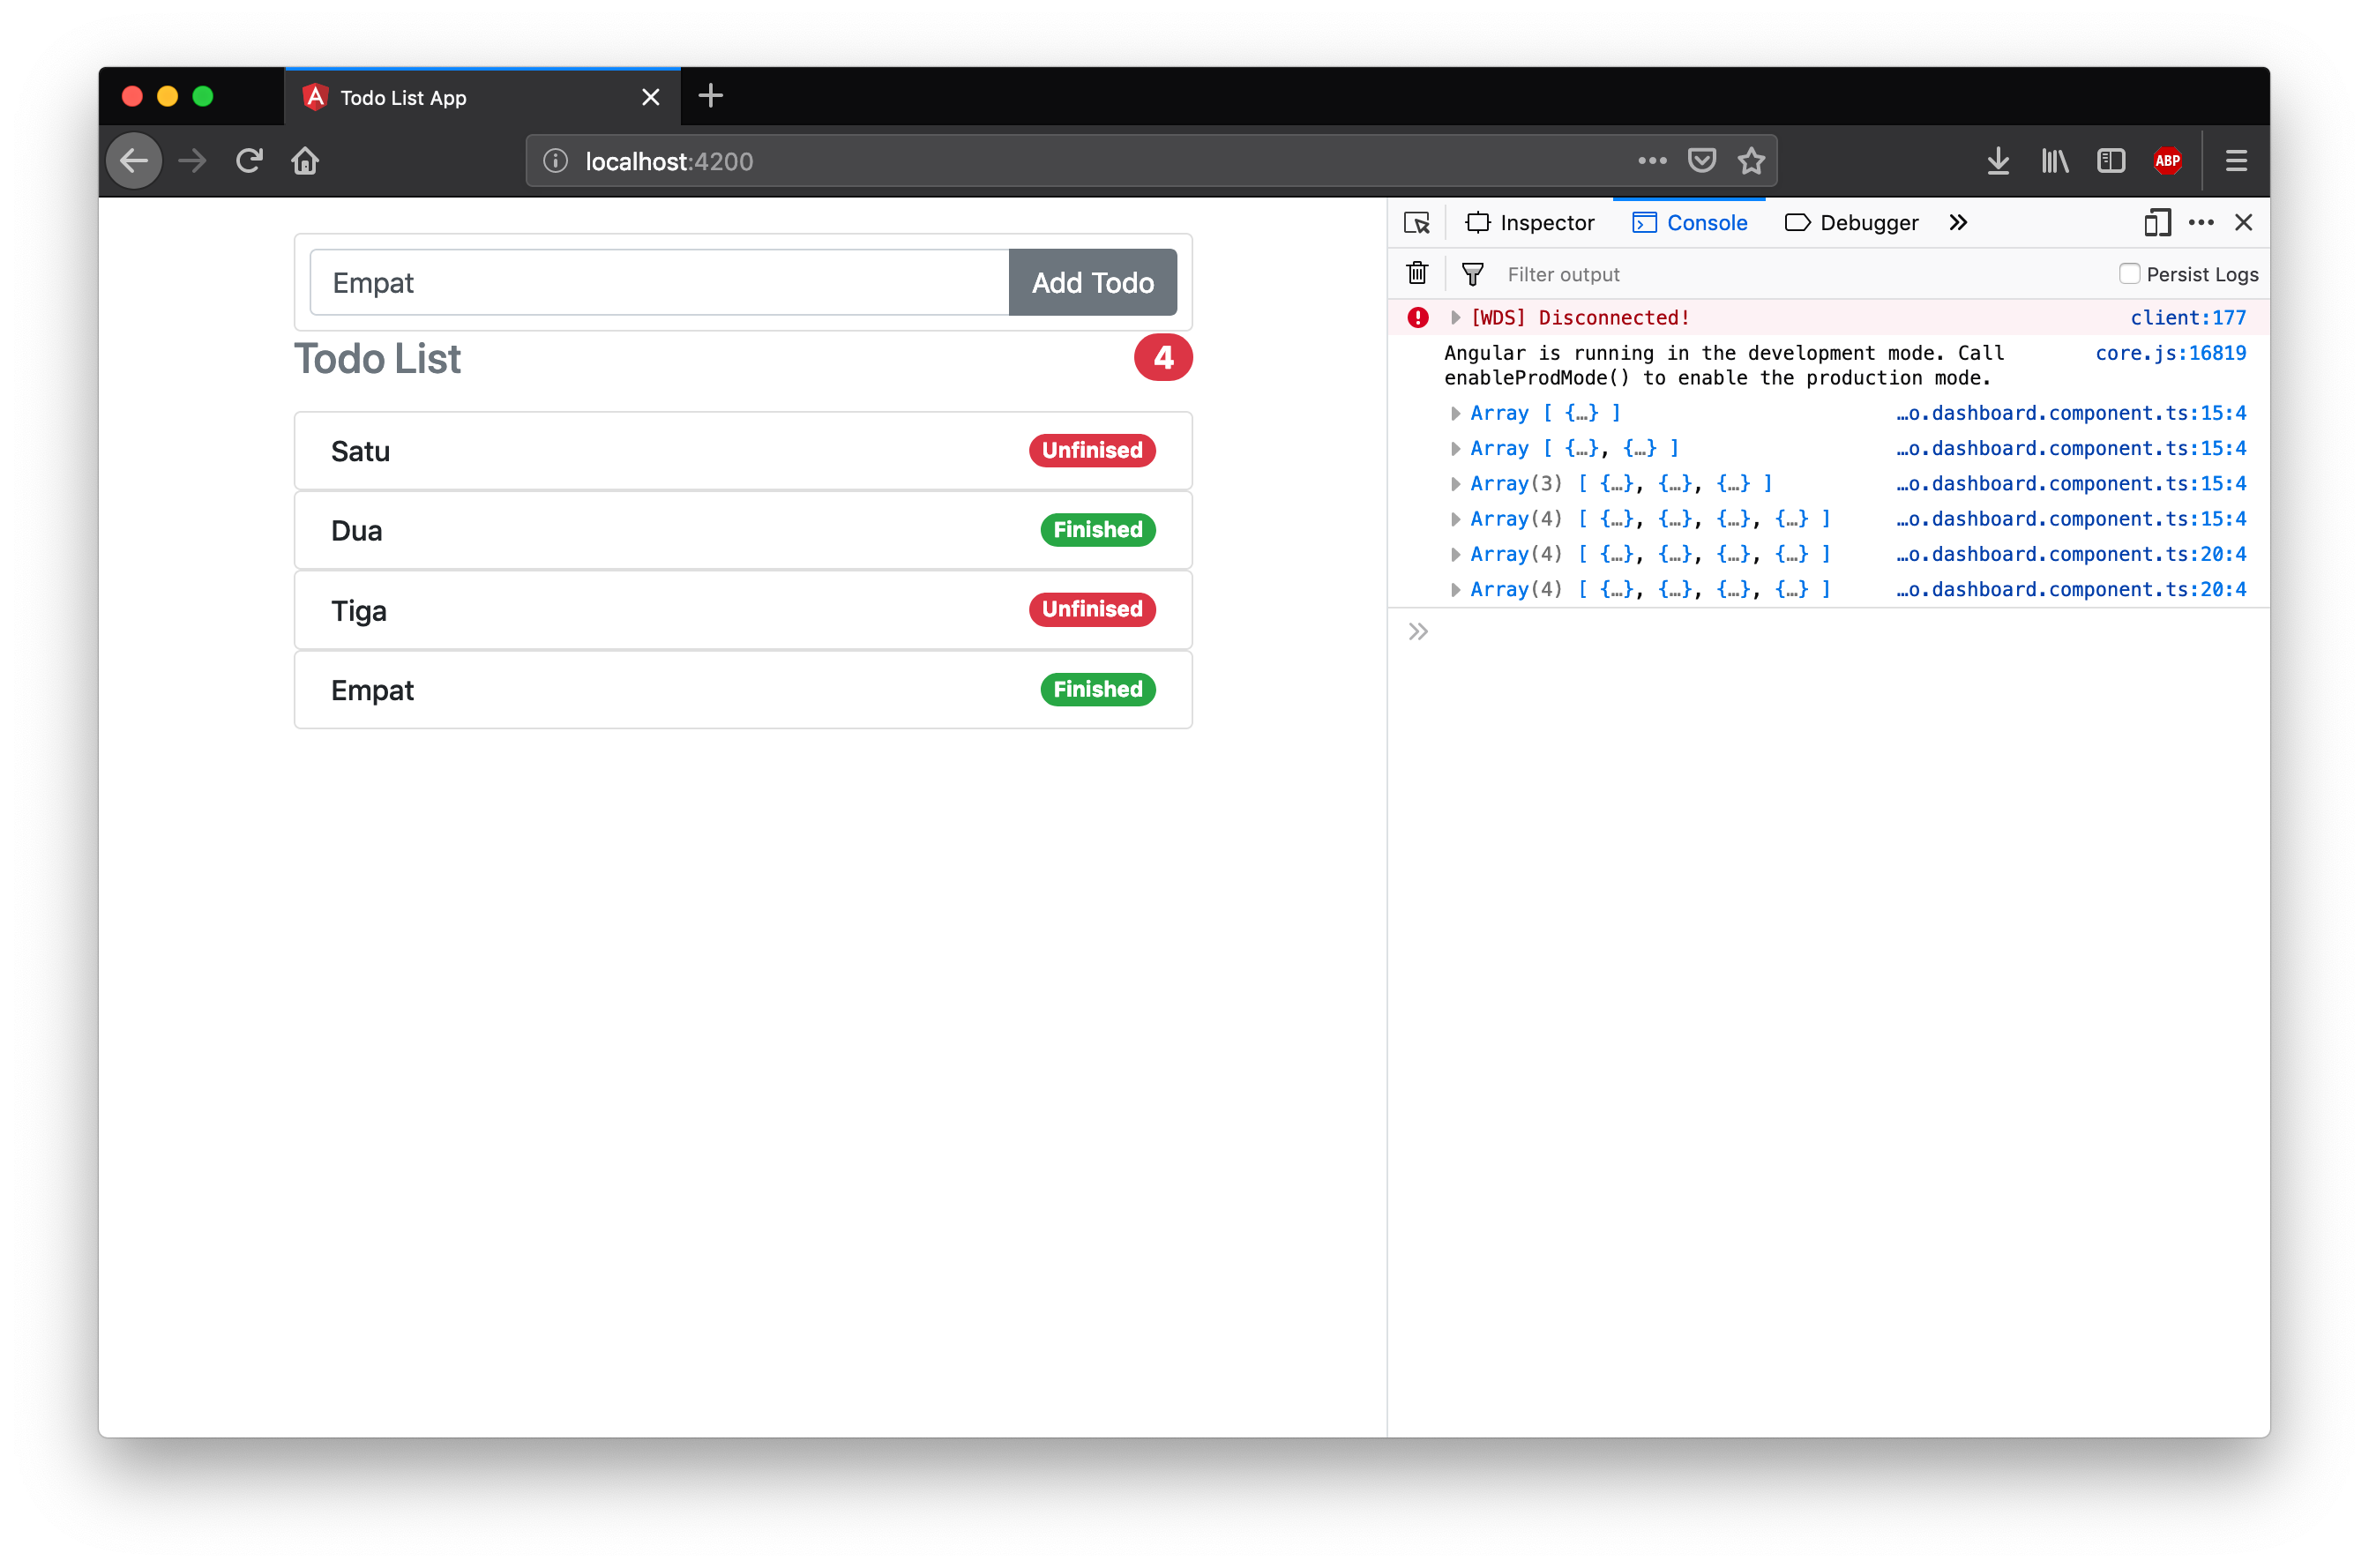 Todo List App
localhost:4200
ABP
Empat
Add Todo
Todo List
4
Satu
Unfinised
Dua
Finished
Tiga
Unfinised
Empat
Finished
Inspector
Console
Debugger
Filter output
Persist Logs
[WDS] Disconnected! client:177
Angular is running in the development mode. Call core.js:16819
enableProdMode() to enable the production mode.
Array [ {…} ] …o.dashboard.component.ts:15:4
Array [ {…}, {…} ] …o.dashboard.component.ts:15:4
Array(3) [ {…}, {…}, {…} ] …o.dashboard.component.ts:15:4
Array(4) [ {…}, {…}, {…}, {…} ] …o.dashboard.component.ts:15:4
Array(4) [ {…}, {…}, {…}, {…} ] …o.dashboard.component.ts:20:4
Array(4) [ {…}, {…}, {…}, {…} ] …o.dashboard.component.ts:20:4